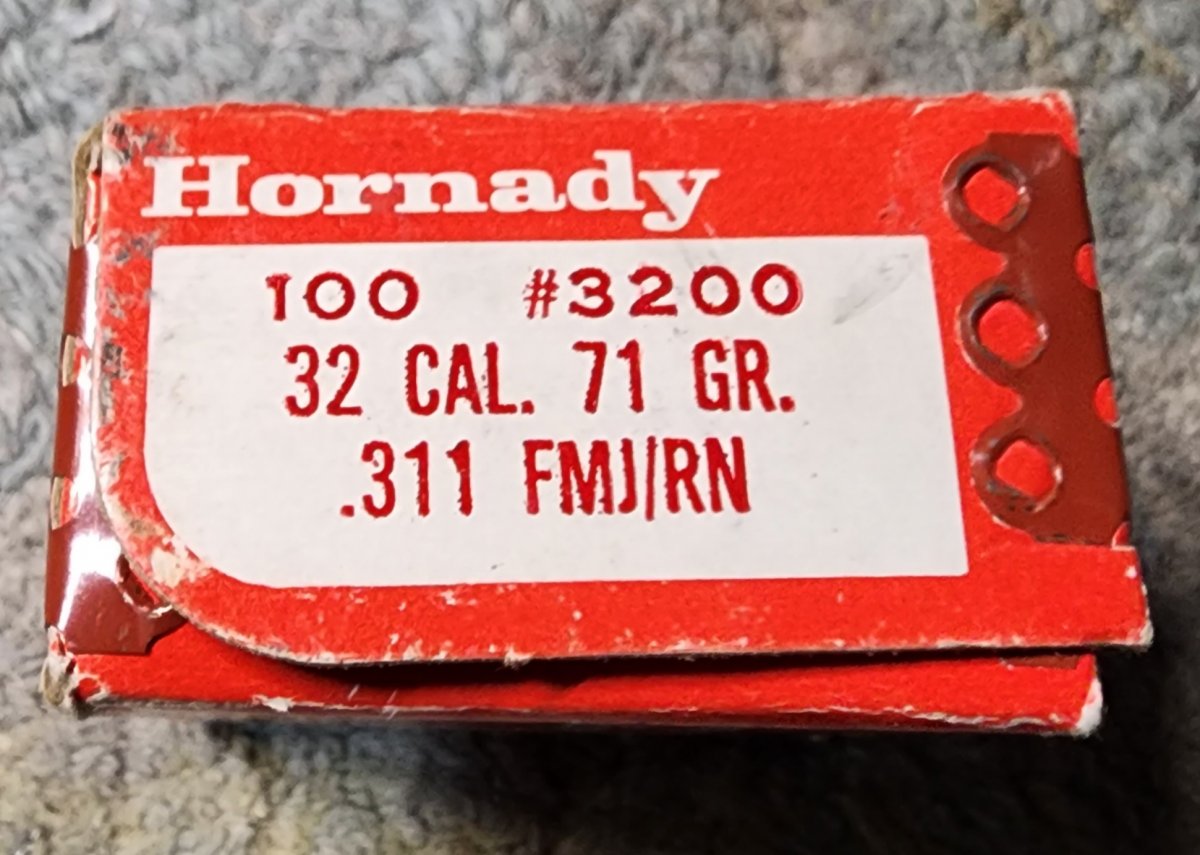 Hornady
100 #3200
32 CAL. 71 GR.
.311 FMJ/RN